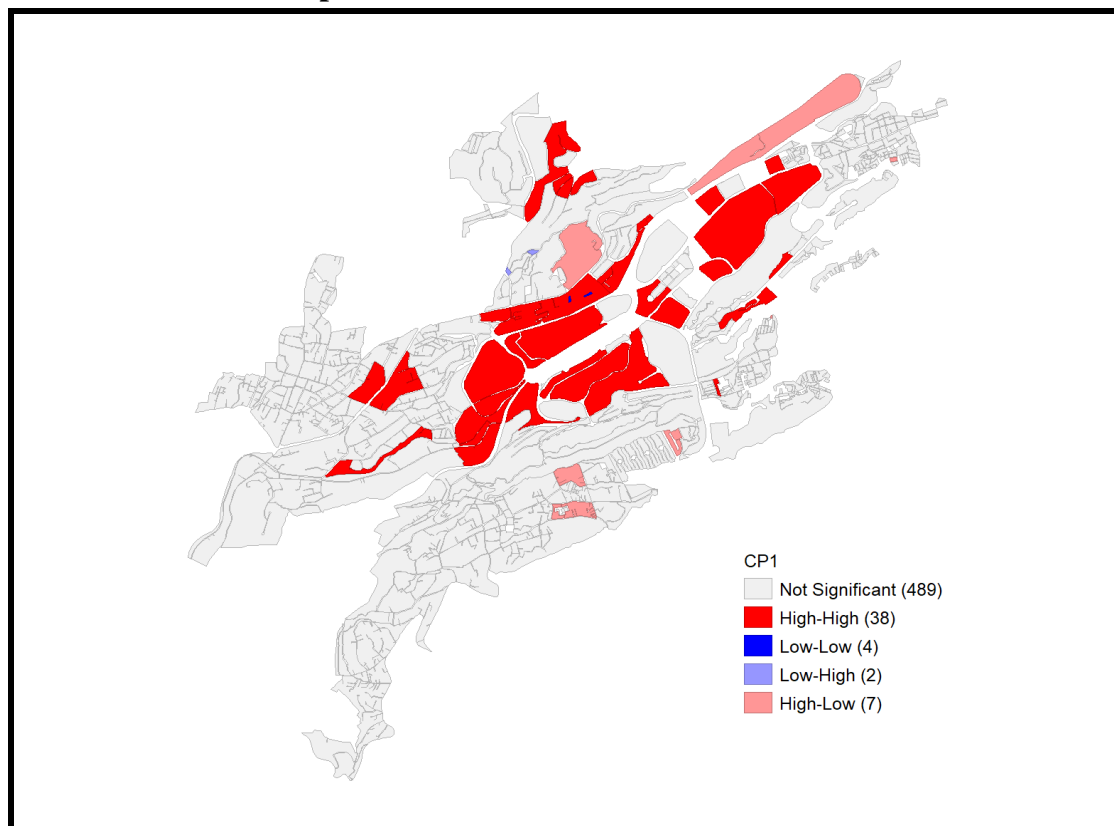 CP1
Not Significant (489)
High-High (38)
Low-Low (4)
Low-High (2)
High-Low (7)